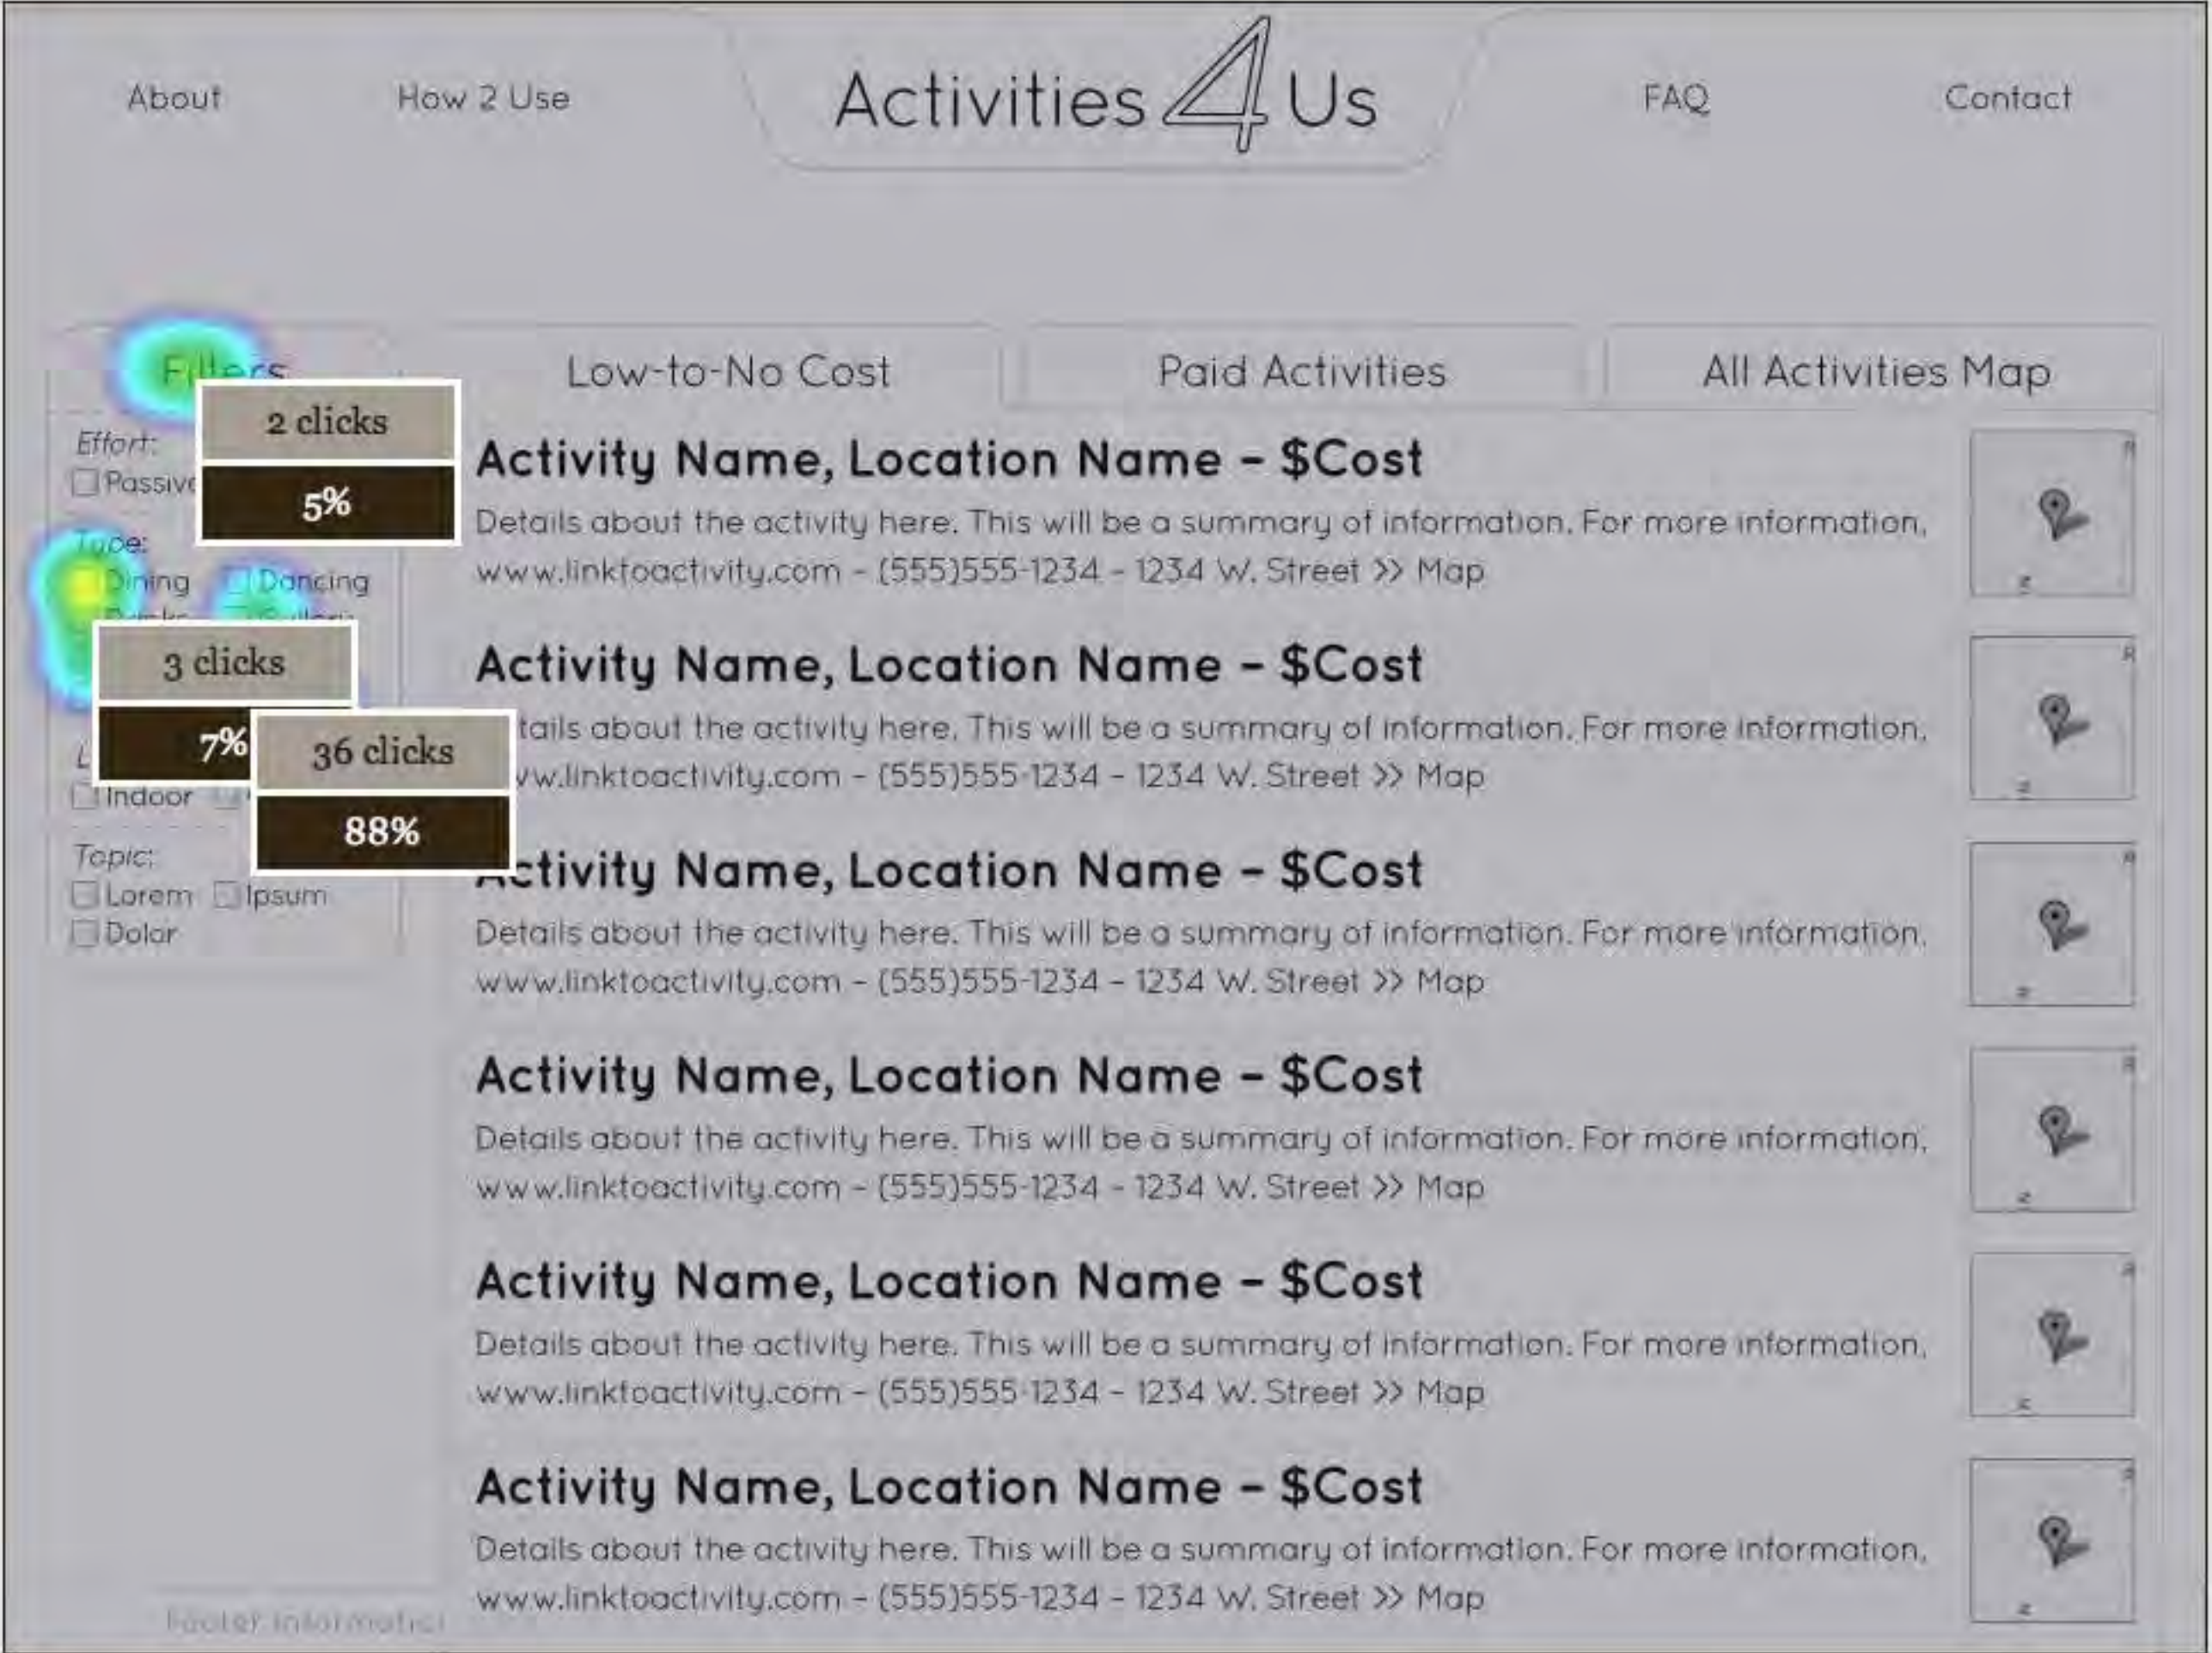 About How 2 Use Activities 4 Us FAQ Contact
Filters Low-to-No Cost Paid Activities All Activities Map
2 clicks
5%
Effort:
Passive
Type:
Dining Dancing
3 clicks
7%
36 clicks
88%
Indoor
Topic:
Lorem Ipsum
Dolor
Activity Name, Location Name - $Cost
Details about the activity here. This will be a summary of information. For more information,
www.linktoactivity.com - (555)555-1234 - 1234 W. Street >> Map
Activity Name, Location Name - $Cost
tails about the activity here. This will be a summary of information. For more information,
vw.linktoactivity.com - (555)555-1234 - 1234 W. Street >> Map
Activity Name, Location Name - $Cost
Details about the activity here. This will be a summary of information. For more information,
www.linktoactivity.com - (555)555-1234 - 1234 W. Street >> Map
Activity Name, Location Name - $Cost
Details about the activity here. This will be a summary of information. For more information,
www.linktoactivity.com - (555)555-1234 - 1234 W. Street >> Map
Activity Name, Location Name - $Cost
Details about the activity here. This will be a summary of information. For more information,
www.linktoactivity.com - (555)555-1234 - 1234 W. Street >> Map
Activity Name, Location Name - $Cost
Details about the activity here. This will be a summary of information. For more information,
www.linktoactivity.com - (555)555-1234 - 1234 W. Street >> Map
Footer Informatic